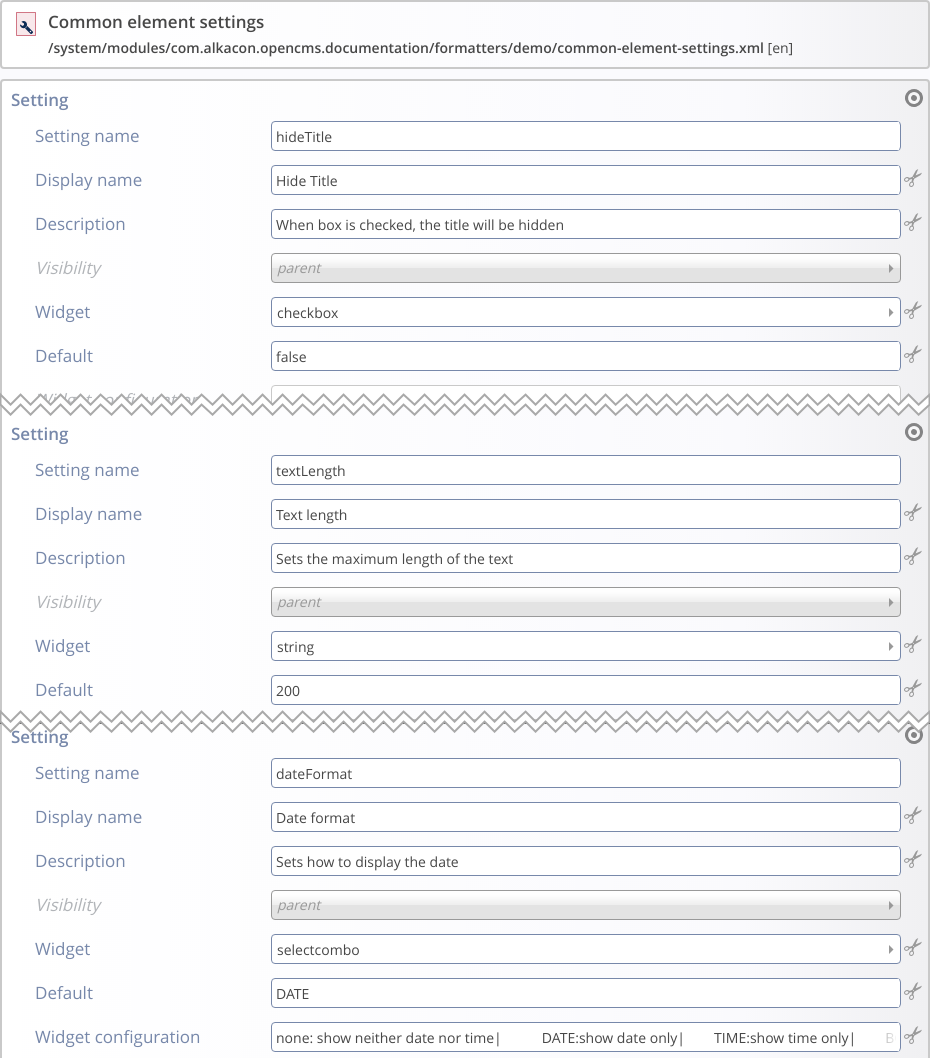 Common element settings
/system/modules/com.alkacon.opencms.documentation/formatters/demo/common-element-settings.xml [en]
Setting
Setting name hideTitle
Display name Hide Title
Description When box is checked, the title will be hidden
Visibility parent
Widget checkbox
Default false
Widget configuration
Setting
Setting name textLength
Display name Text length
Description Sets the maximum length of the text
Visibility parent
Widget string
Default 200
Setting
Setting name dateFormat
Display name Date format
Description Sets how to display the date
Visibility parent
Widget selectcombo
Default DATE
Widget configuration none: show neither date nor time| DATE:show date only| TIME:show time only| B